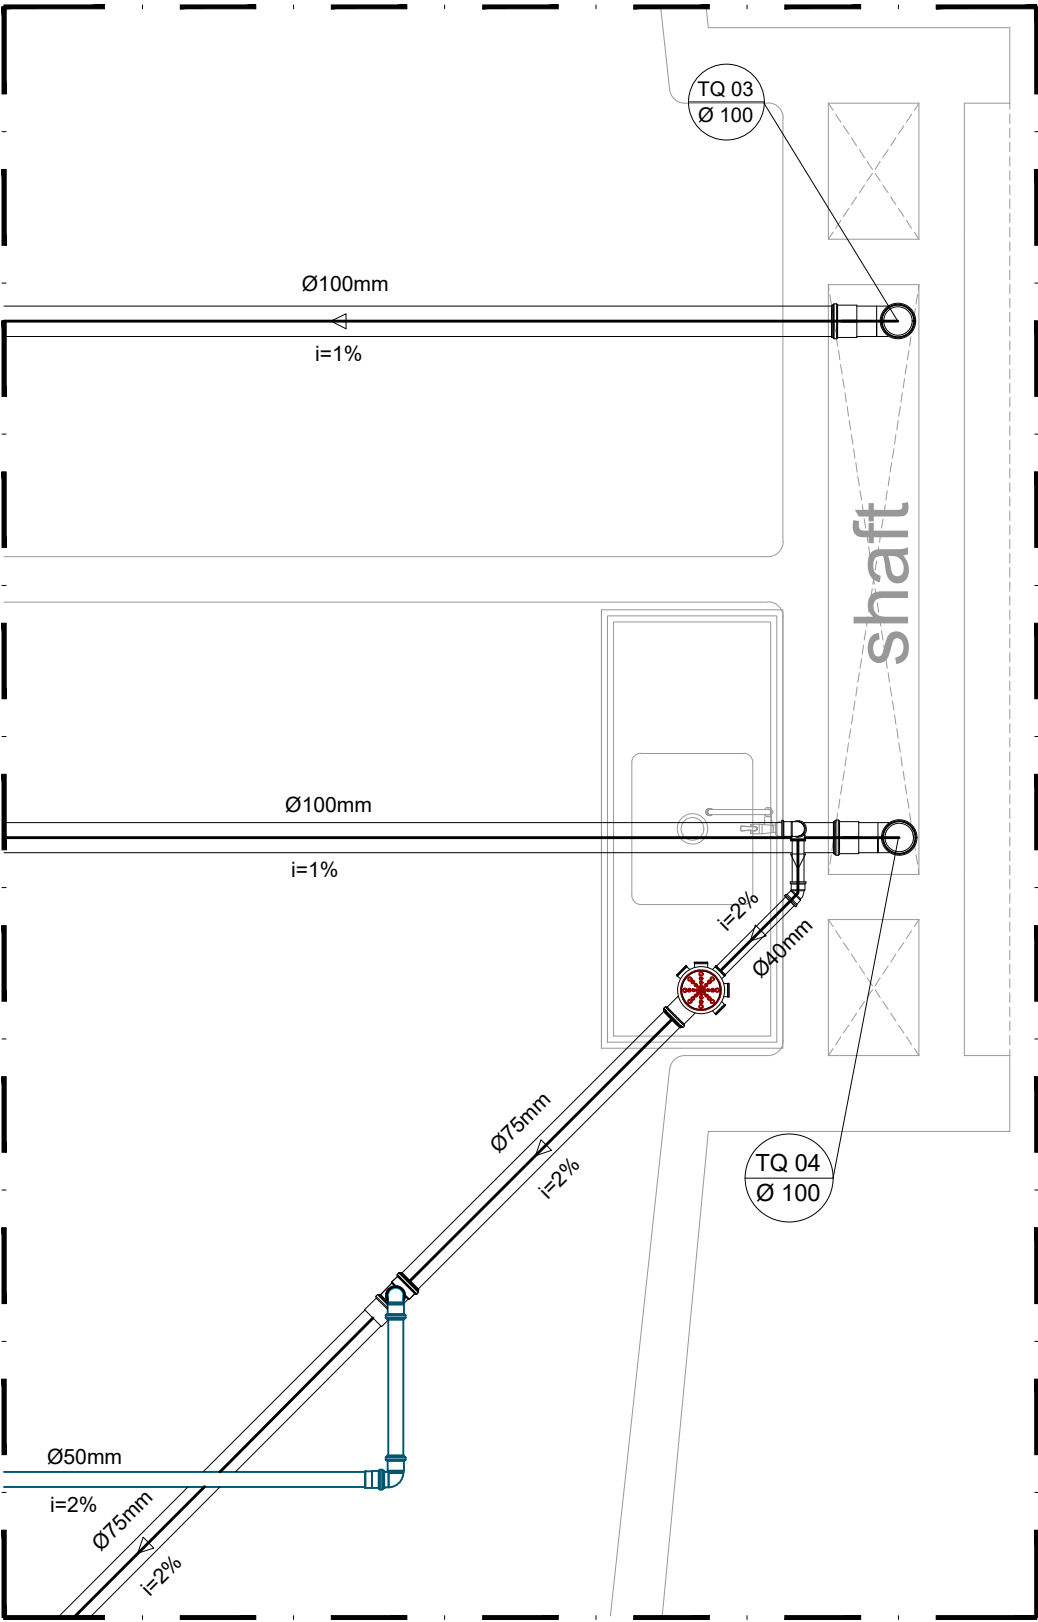 TQ 03
Ø 100
Ø100mm
i=1%
shaft
Ø100mm
i=1%
i=2%
Ø40mm
Ø75mm
i=2%
TQ 04
Ø 100
Ø50mm
i=2%
Ø75mm
i=2%